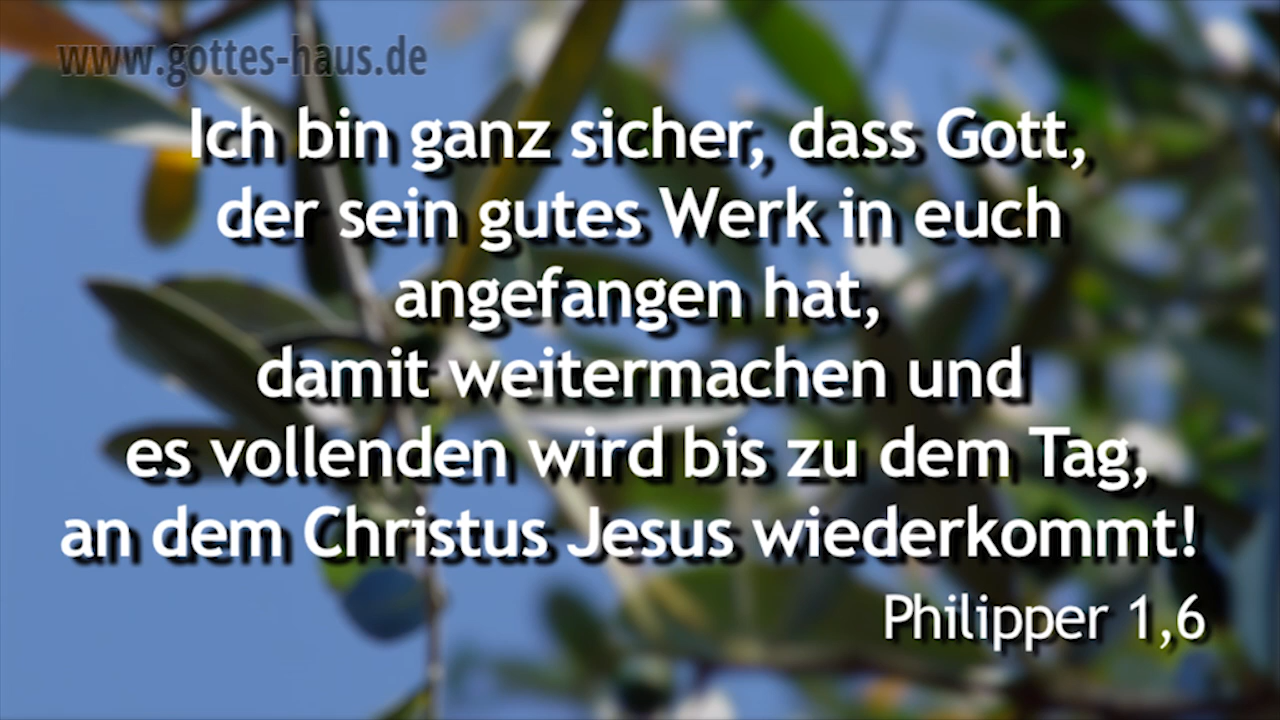 www.gottes-haus.de
Ich bin ganz sicher, dass Gott,
der sein gutes Werk in euch
angefangen hat,
damit weitermachen und
es vollenden wird bis zu dem Tag,
an dem Christus Jesus wiederkommt!
Philipper 1,6